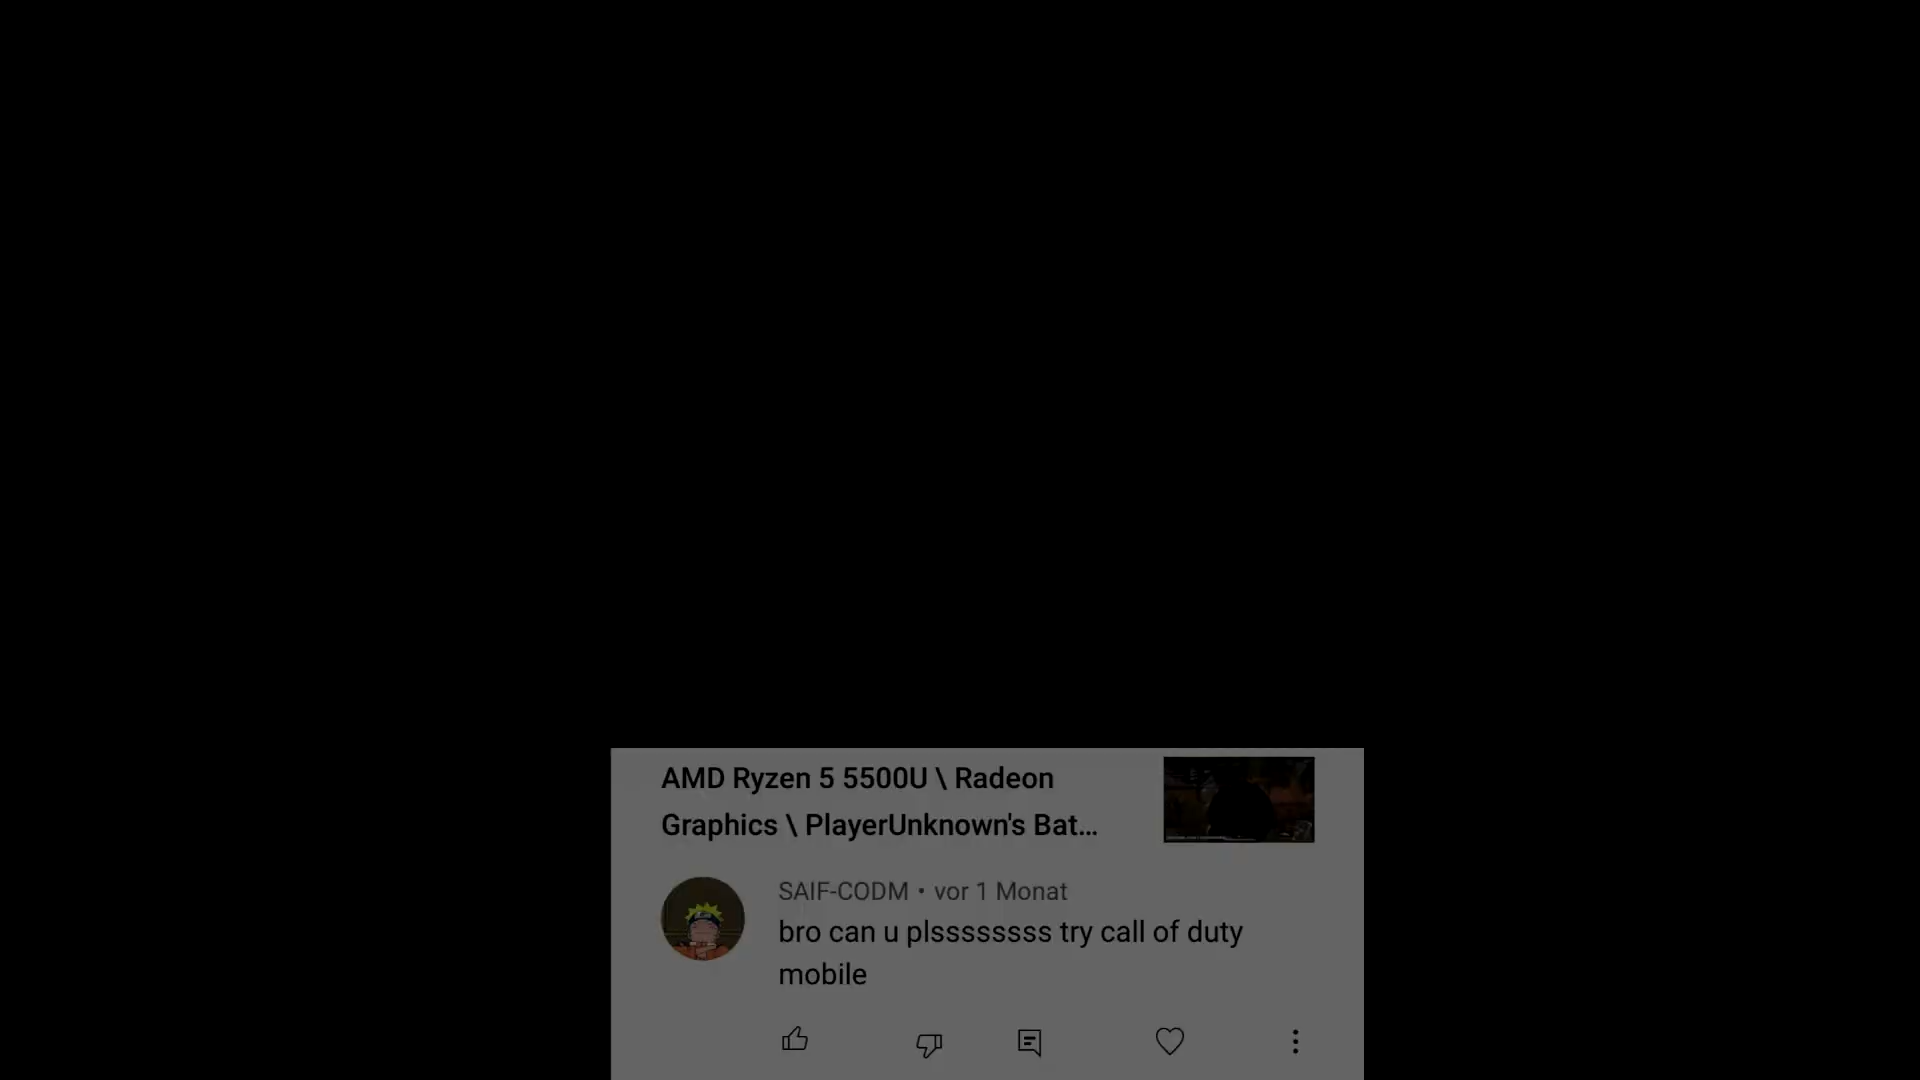 AMD Ryzen 5 5500U \ Radeon
Graphics \ PlayerUnknown's Bat...
SAIF-CODM • vor 1 Monat
bro can u plssssssss try call of duty
mobile